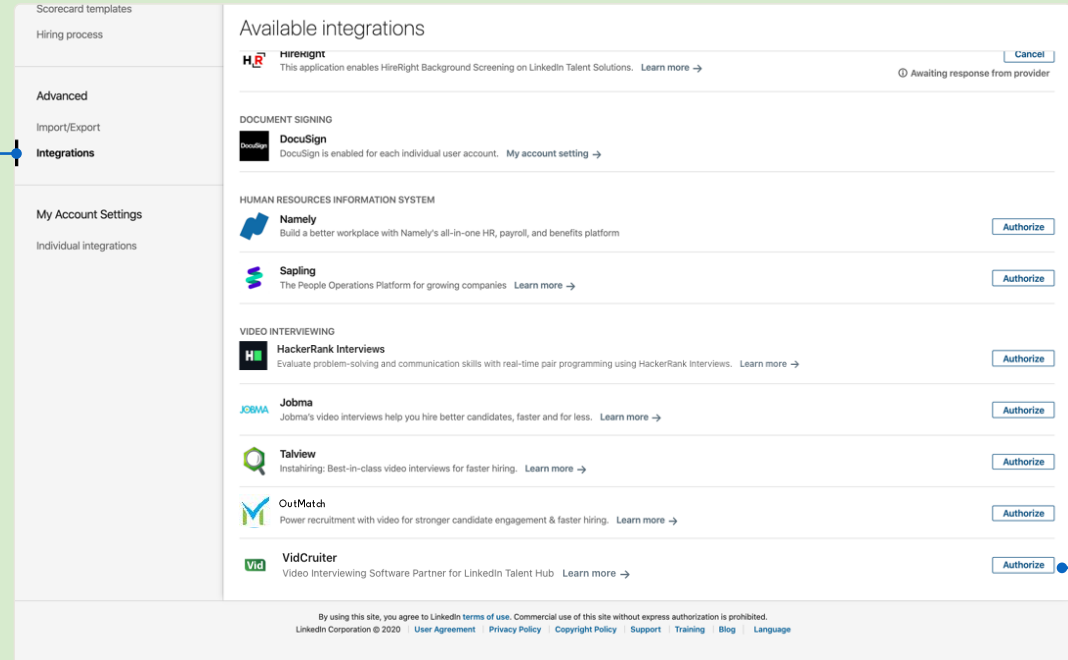 Scorecard templates
Hiring process
Advanced
Import/Export
Integrations
My Account Settings
Individual integrations
Available integrations
HR
HireRight
This application enables HireRight Background Screening on LinkedIn Talent Solutions. Learn more →
Cancel
Awaiting response from provider
DOCUMENT SIGNING
DocuSign
DocuSign
DocuSign is enabled for each individual user account. My account setting →
HUMAN RESOURCES INFORMATION SYSTEM
Namely
Build a better workplace with Namely's all-in-one HR, payroll, and benefits platform
Authorize
Sapling
The People Operations Platform for growing companies Learn more →
Authorize
VIDEO INTERVIEWING
H
HackerRank Interviews
Evaluate problem-solving and communication skills with real-time pair programming using HackerRank Interviews. Learn more →
Authorize
JOBMA
Jobma
Jobma's video interviews help you hire better candidates, faster and for less. Learn more →
Authorize
Talview
Instahiring: Best-in-class video interviews for faster hiring. Learn more →
Authorize
OutMatch
Power recruitment with video for stronger candidate engagement & faster hiring. Learn more →
Authorize
Vid
VidCruiter
Video Interviewing Software Partner for LinkedIn Talent Hub Learn more →
Authorize
By using this site, you agree to LinkedIn terms of use. Commercial use of this site without express authorization is prohibited.
LinkedIn Corporation © 2020 | User Agreement | Privacy Policy | Copyright Policy | Support | Training | Blog | Language